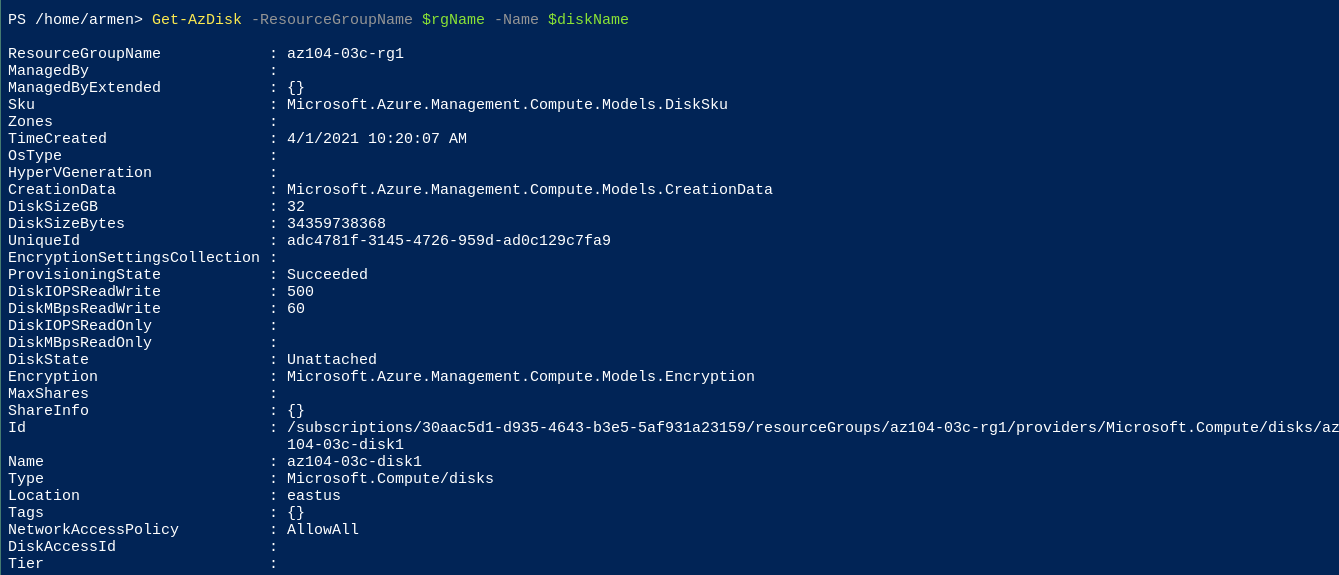 PS /home/armen> Get-AzDisk -ResourceGroupName $rgName -Name $diskName
ResourceGroupName            : az104-03c-rg1
ManagedBy                    :
ManagedByExtended            : {}
Sku                          : Microsoft.Azure.Management.Compute.Models.DiskSku
Zones                        :
TimeCreated                  : 4/1/2021 10:20:07 AM
OsType                       :
HyperVGeneration             :
CreationData                 : Microsoft.Azure.Management.Compute.Models.CreationData
DiskSizeGB                   : 32
DiskSizeBytes                : 34359738368
UniqueId                     : adc4781f-3145-4726-959d-ad0c129c7fa9
EncryptionSettingsCollection :
ProvisioningState            : Succeeded
DiskIOPSReadWrite            : 500
DiskMBpsReadWrite            : 60
DiskIOPSReadOnly             :
DiskMBpsReadOnly             :
DiskState                    : Unattached
Encryption                   : Microsoft.Azure.Management.Compute.Models.Encryption
MaxShares                    :
ShareInfo                    : {}
Id                           : /subscriptions/30aac5d1-d935-4643-b3e5-5af931a23159/resourceGroups/az104-03c-rg1/providers/Microsoft.Compute/disks/az
                               104-03c-disk1
Name                         : az104-03c-disk1
Type                         : Microsoft.Compute/disks
Location                     : eastus
Tags                         : {}
NetworkAccessPolicy          : AllowAll
DiskAccessId                 :
Tier                         :